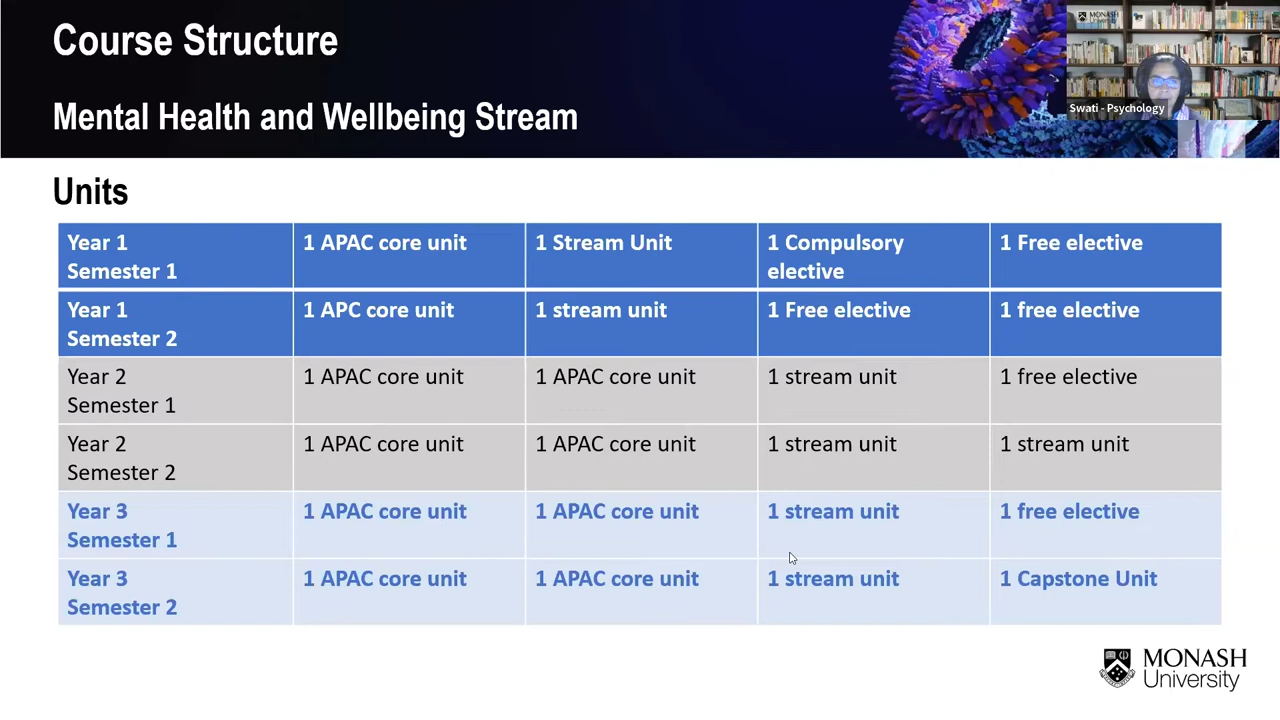 Course Structure
Mental Health and Wellbeing Stream
MONASH
Swati - Psychology
Units
Year 1
Semester 1
1 APAC core unit
1 Stream Unit
1 Compulsory
elective
1 Free elective
Year 1
Semester 2
1 APC core unit
1 stream unit
1 Free elective
1 free elective
Year 2
Semester 1
1 APAC core unit
1 APAC core unit
1 stream unit
1 free elective
Year 2
Semester 2
1 APAC core unit
1 APAC core unit
1 stream unit
1 stream unit
Year 3
Semester 1
1 APAC core unit
1 APAC core unit
1 stream unit
1 free elective
Year 3
Semester 2
1 APAC core unit
1 APAC core unit
1 stream unit
1 Capstone Unit
MONASH
University